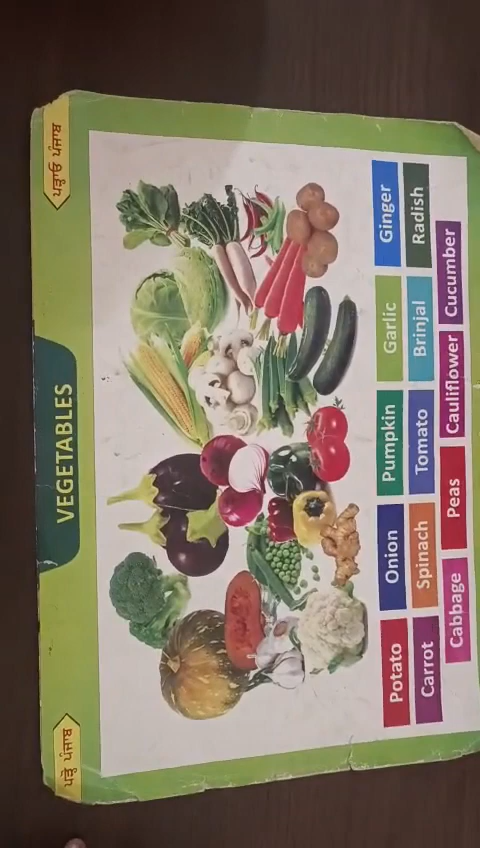 ਪੜ੍ਹੋ ਪੰਜਾਬ
VEGETABLES
ਪੜ੍ਹਾਓ ਪੰਜਾਬ
Potato Onion Pumpkin Garlic Ginger
Carrot Spinach Tomato Brinjal Radish
Cabbage Peas Cauliflower Cucumber